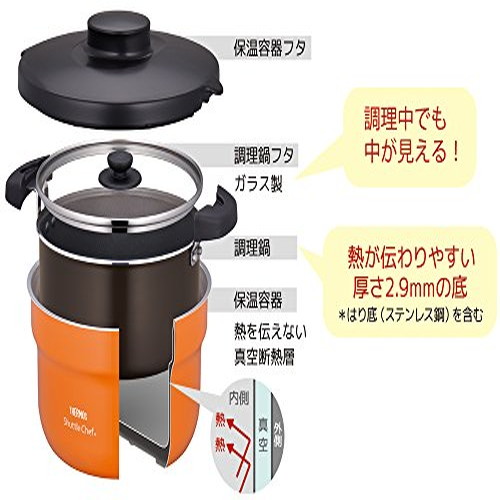 保温容器フタ
調理中でも
中が見える！
調理鍋フタ
ガラス製
調理鍋
熱が伝わりやすい
厚さ2.9mmの底
*はり底（ステンレス鋼）を含む
保温容器
熱を伝えない
真空断熱層
THERMOS
Shuttle Chef
内側
真空
外側
熱
熱